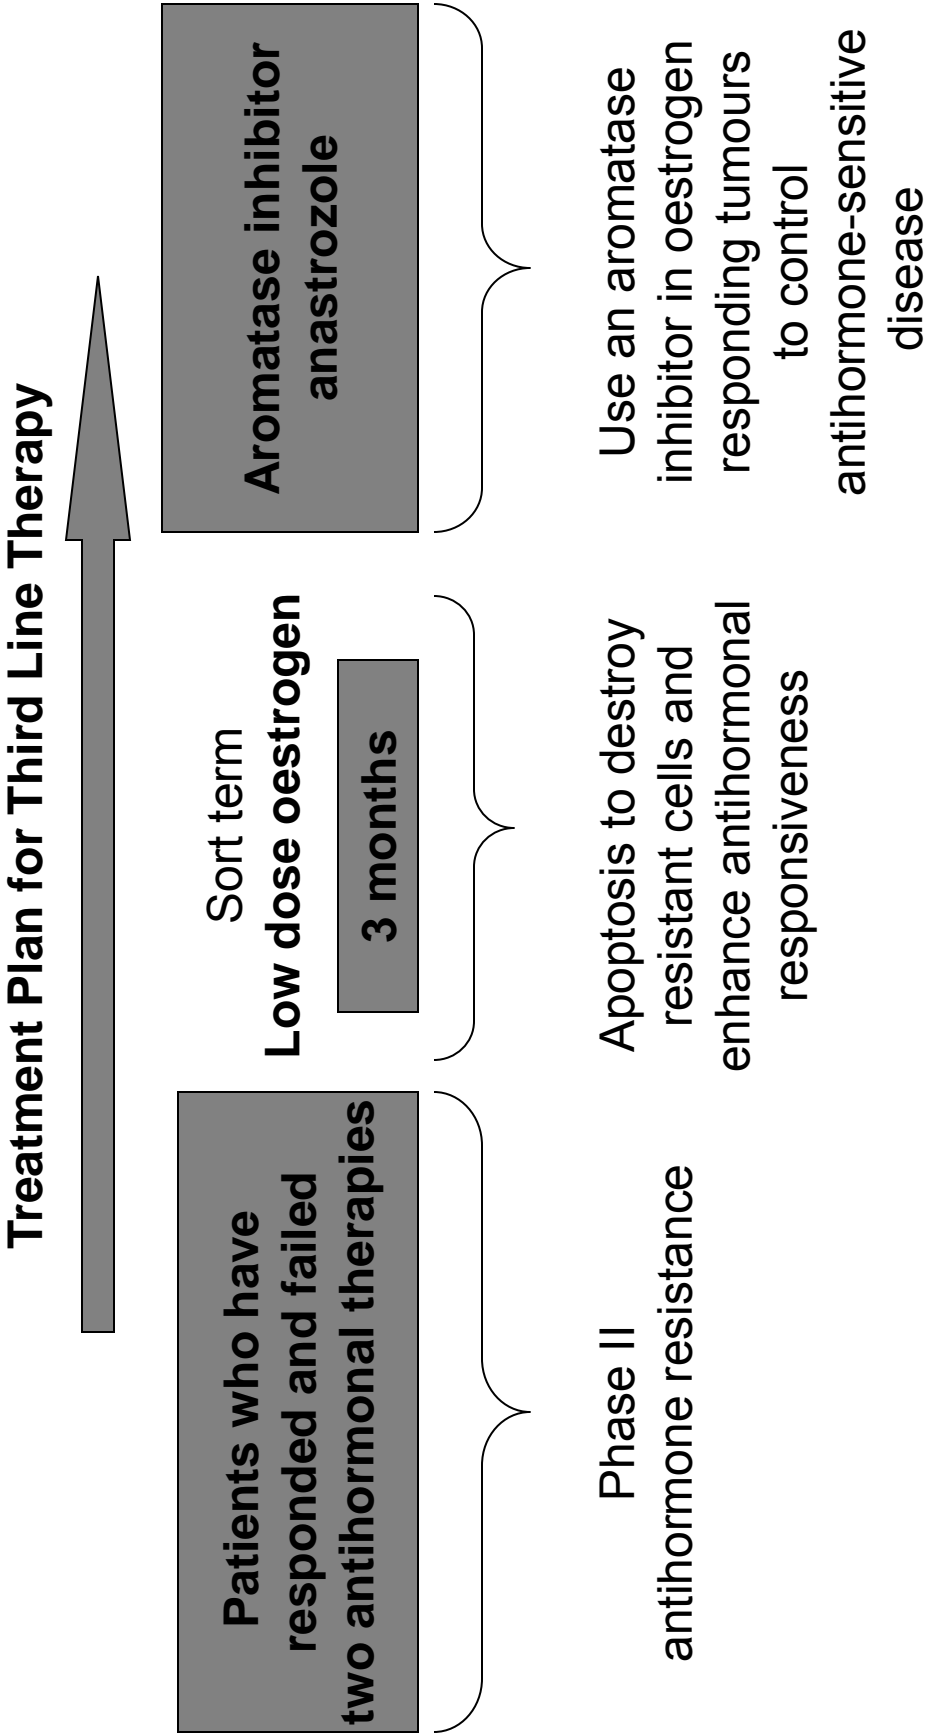 Treatment Plan for Third Line Therapy
Patients who have
responded and failed
two antihormonal therapies
Sort term
Low dose oestrogen
3 months
Aromatase inhibitor
anastrozole
Phase II
antihormone resistance
Apoptosis to destroy
resistant cells and
enhance antihormonal
responsiveness
Use an aromatase
inhibitor in oestrogen
responding tumours
to control
antihormone-sensitive
disease